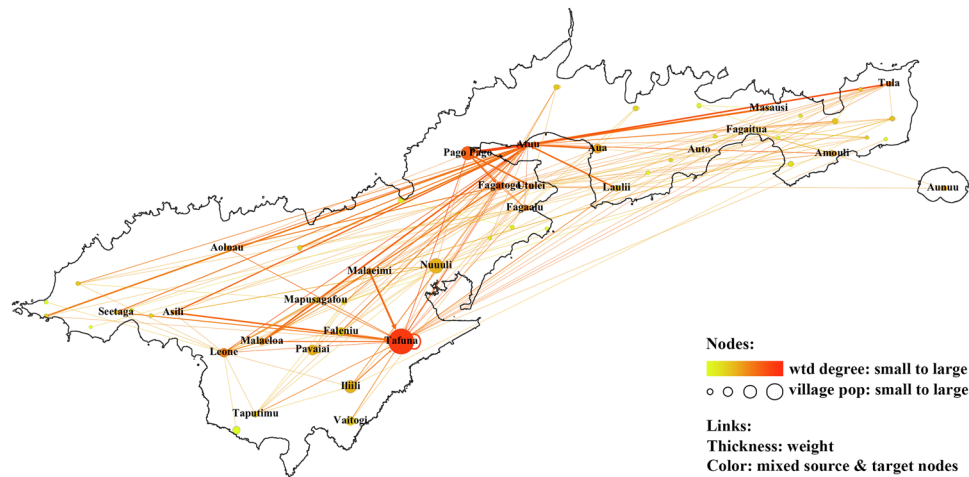 Tula
Masausi
Fagaitua
Atuu
Pago Pago
Aua
Auto
Amouli
Fagatogo
Utulei
Laulii
Aunuu
Fagaalu
Aoloau
Nuuuli
Malaeimi
Mapusagafou
Seetaga
Asili
Faleniu
Malaeloa
Tafuna
Pavaiai
Leone
Iliili
Taputimu
Vaitogi
Nodes:
wtd degree: small to large
village pop: small to large
Links:
Thickness: weight
Color: mixed source & target nodes